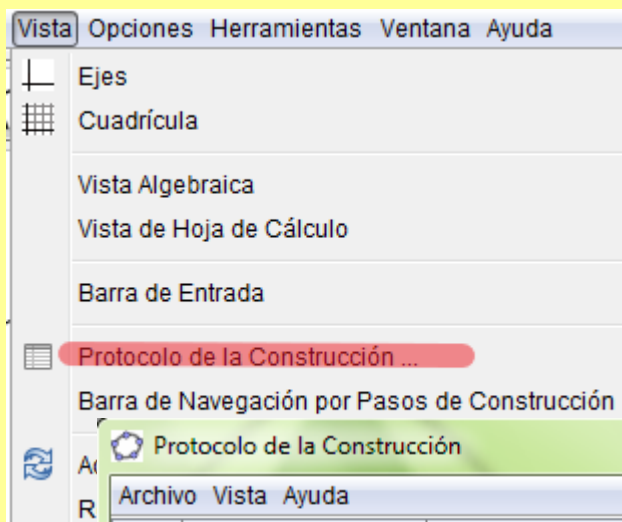 Vista Opciones Herramientas Ventana Ayuda
Ejes
Cuadrícula
Vista Algebraica
Vista de Hoja de Cálculo
Barra de Entrada
Protocolo de la Construcción ...
Barra de Navegación por Pasos de Construcción
Protocolo de la Construcción
Archivo Vista Ayuda